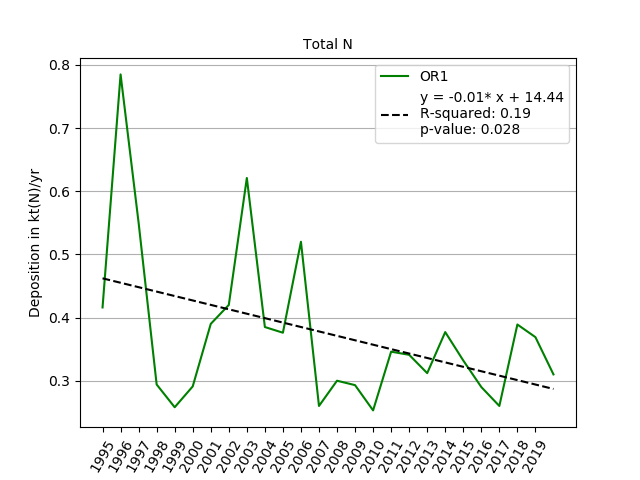 Total N
OR1
y = -0.01* x + 14.44
R-squared: 0.19
p-value: 0.028
Deposition in kt(N)/yr
0.8
0.7
0.6
0.5
0.4
0.3
1995 1996 1997 1998 1999 2000 2001 2002 2003 2004 2005 2006 2007 2008 2009 2010 2011 2012 2013 2014 2015 2016 2017 2018 2019